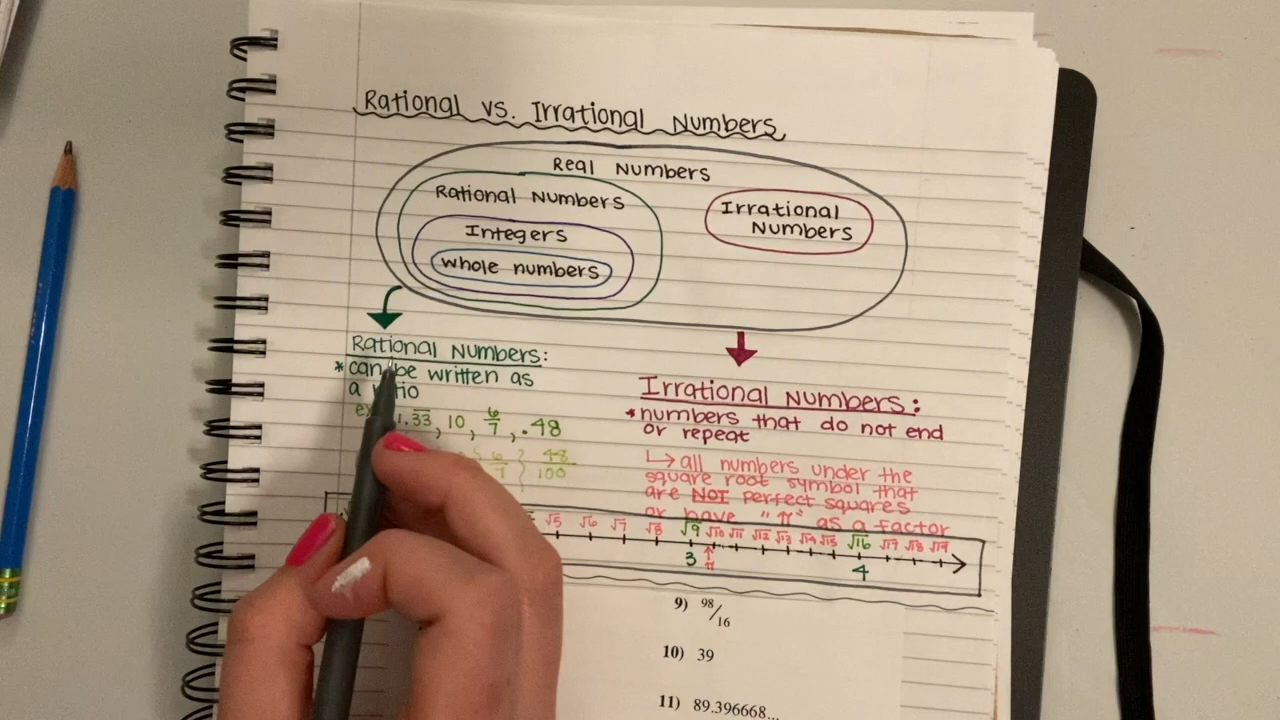 Rational vs. Irrational Numbers
Real Numbers
Rational Numbers
Integers
whole numbers
Irrational
Numbers
Rational Numbers:
*can be written as
a
1.33, 10, 6/7, .48
6/7 48/100
Irrational Numbers:
*numbers that do not end
or repeat
↳ all numbers under the
square root symbol that
are NOT perfect squares
or have "π" as a factor
√5 √6 √7 √8 √9 √10 √11 √12 √13 √14 √15 √16 √17 √18 √19
3 π 4
9) 98/16
10) 39
11) 89.396668...